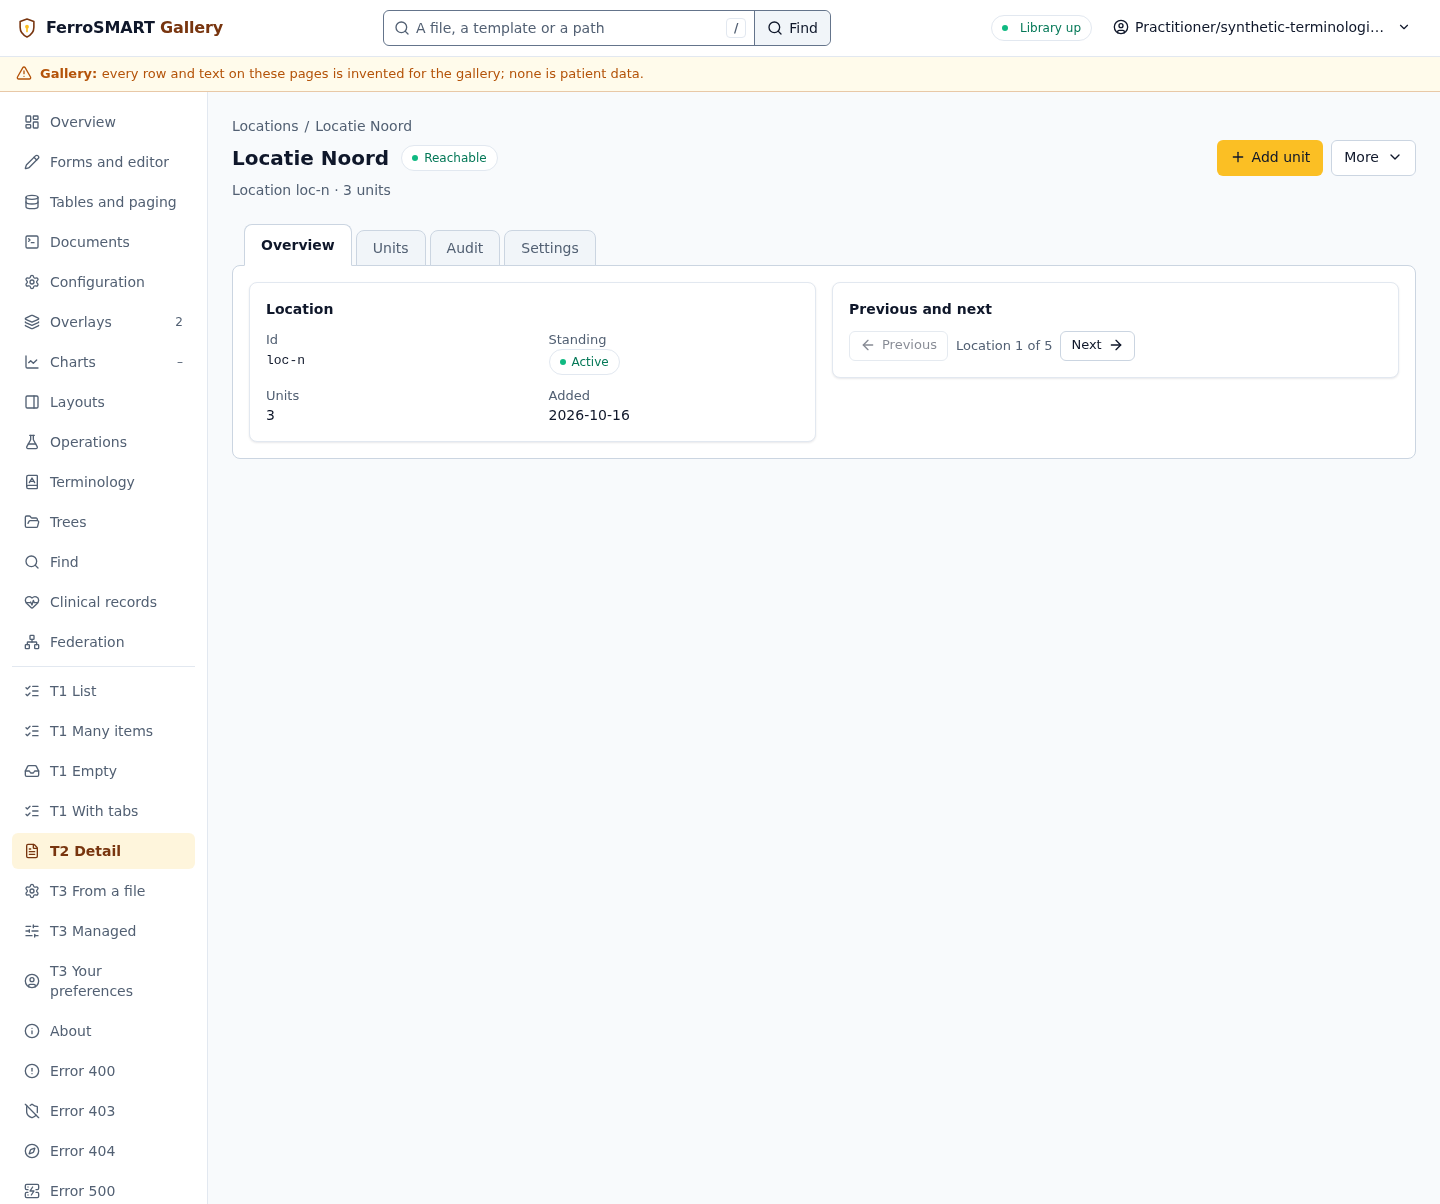 FerroSMART Gallery
A file, a template or a path
/
Find
Library up
Practitioner/synthetic-terminologi…
Gallery: every row and text on these pages is invented for the gallery; none is patient data.
Overview
Forms and editor
Tables and paging
Documents
Configuration
Overlays 2
Charts –
Layouts
Operations
Terminology
Trees
Find
Clinical records
Federation
T1 List
T1 Many items
T1 Empty
T1 With tabs
T2 Detail
T3 From a file
T3 Managed
T3 Your
preferences
About
Error 400
Error 403
Error 404
Error 500
Locations / Locatie Noord
Locatie Noord
Reachable
Location loc-n · 3 units
Add unit
More
Overview
Units
Audit
Settings
Location
Id
loc-n
Standing
Active
Units
3
Added
2026-10-16
Previous and next
Previous
Location 1 of 5
Next